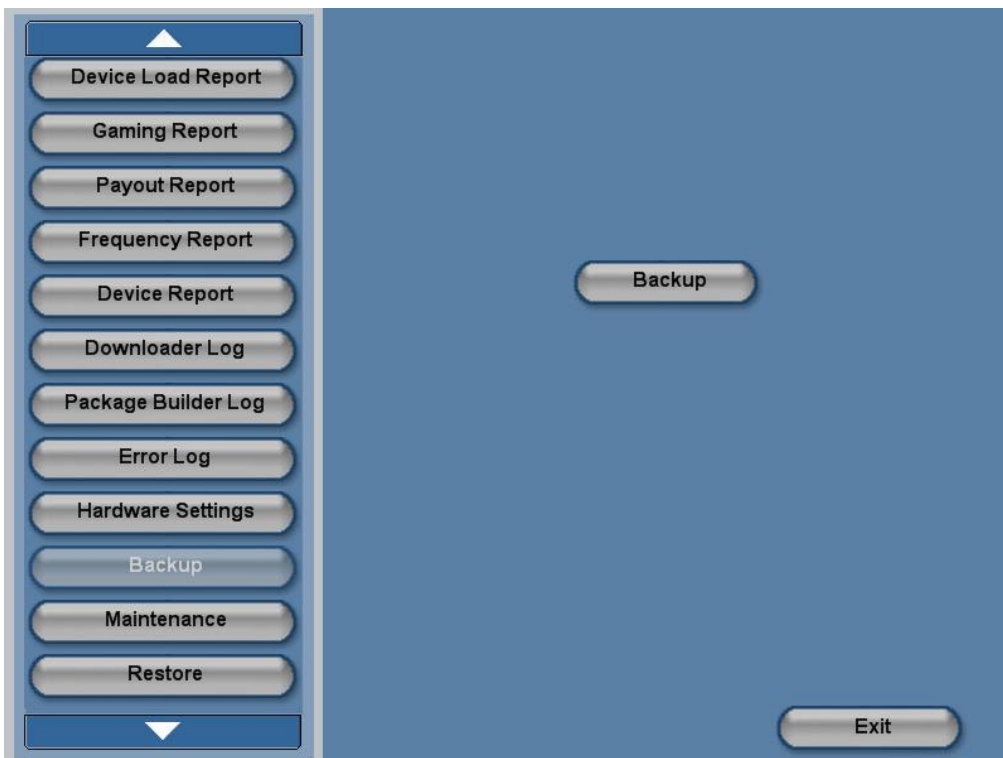 Device Load Report
Gaming Report
Payout Report
Frequency Report
Device Report
Downloader Log
Package Builder Log
Error Log
Hardware Settings
Backup
Maintenance
Restore
Backup
Exit